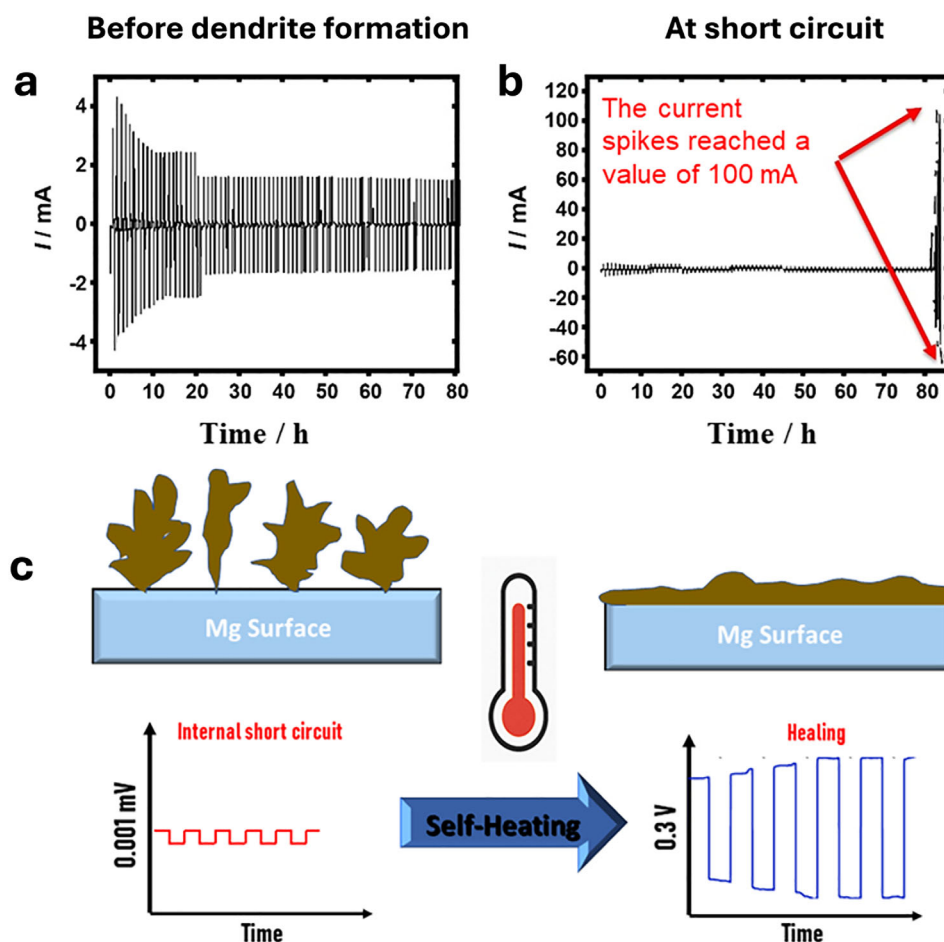 Before dendrite formation
At short circuit
a
4
2
0
-2
-4
I / mA
0 10 20 30 40 50 60 70 80
Time / h
b
120
100
80
60
40
20
0
-20
-40
-60
I / mA
The current
spikes reached a
value of 100 mA
0 10 20 30 40 50 60 70 80
Time / h
c
Mg Surface
Mg Surface
Internal short circuit
0.001 mV
Time
Self-Heating
Healing
0.3 V
Time